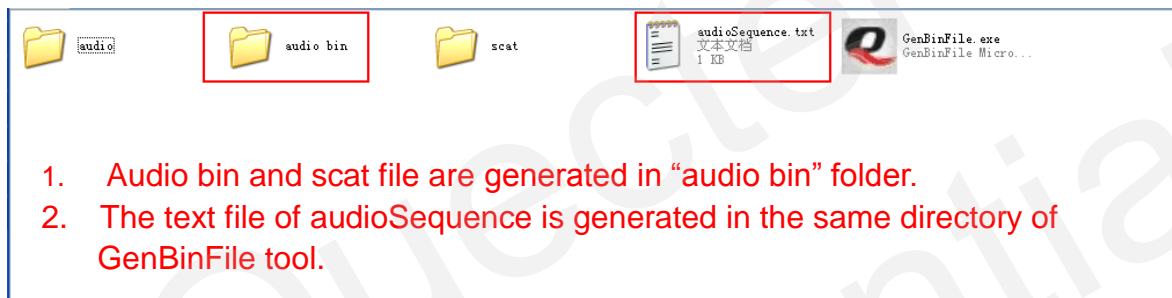 audio
audio bin
scat
audioSequence.txt
文本文档
1 KB
GenBinFile.exe
GenBinFile Micro...
1. Audio bin and scat file are generated in “audio bin” folder.
2. The text file of audioSequence is generated in the same directory of
GenBinFile tool.